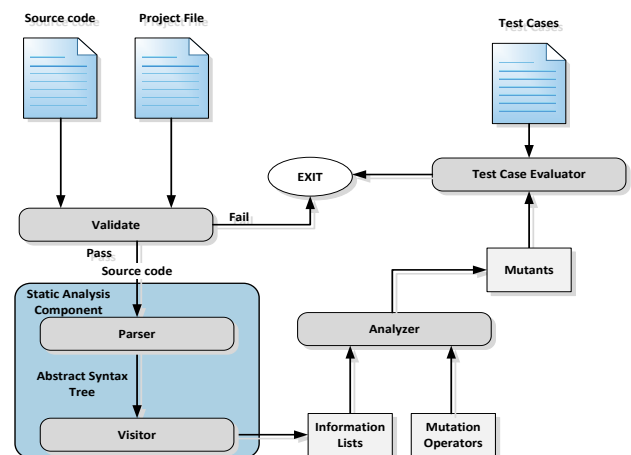 Source code
Project File
Test Cases
EXIT
Test Case Evaluator
Validate
Fail
Pass
Source code
Mutants
Static Analysis
Component
Parser
Analyzer
Abstract Syntax
Tree
Visitor
Information
Lists
Mutation
Operators